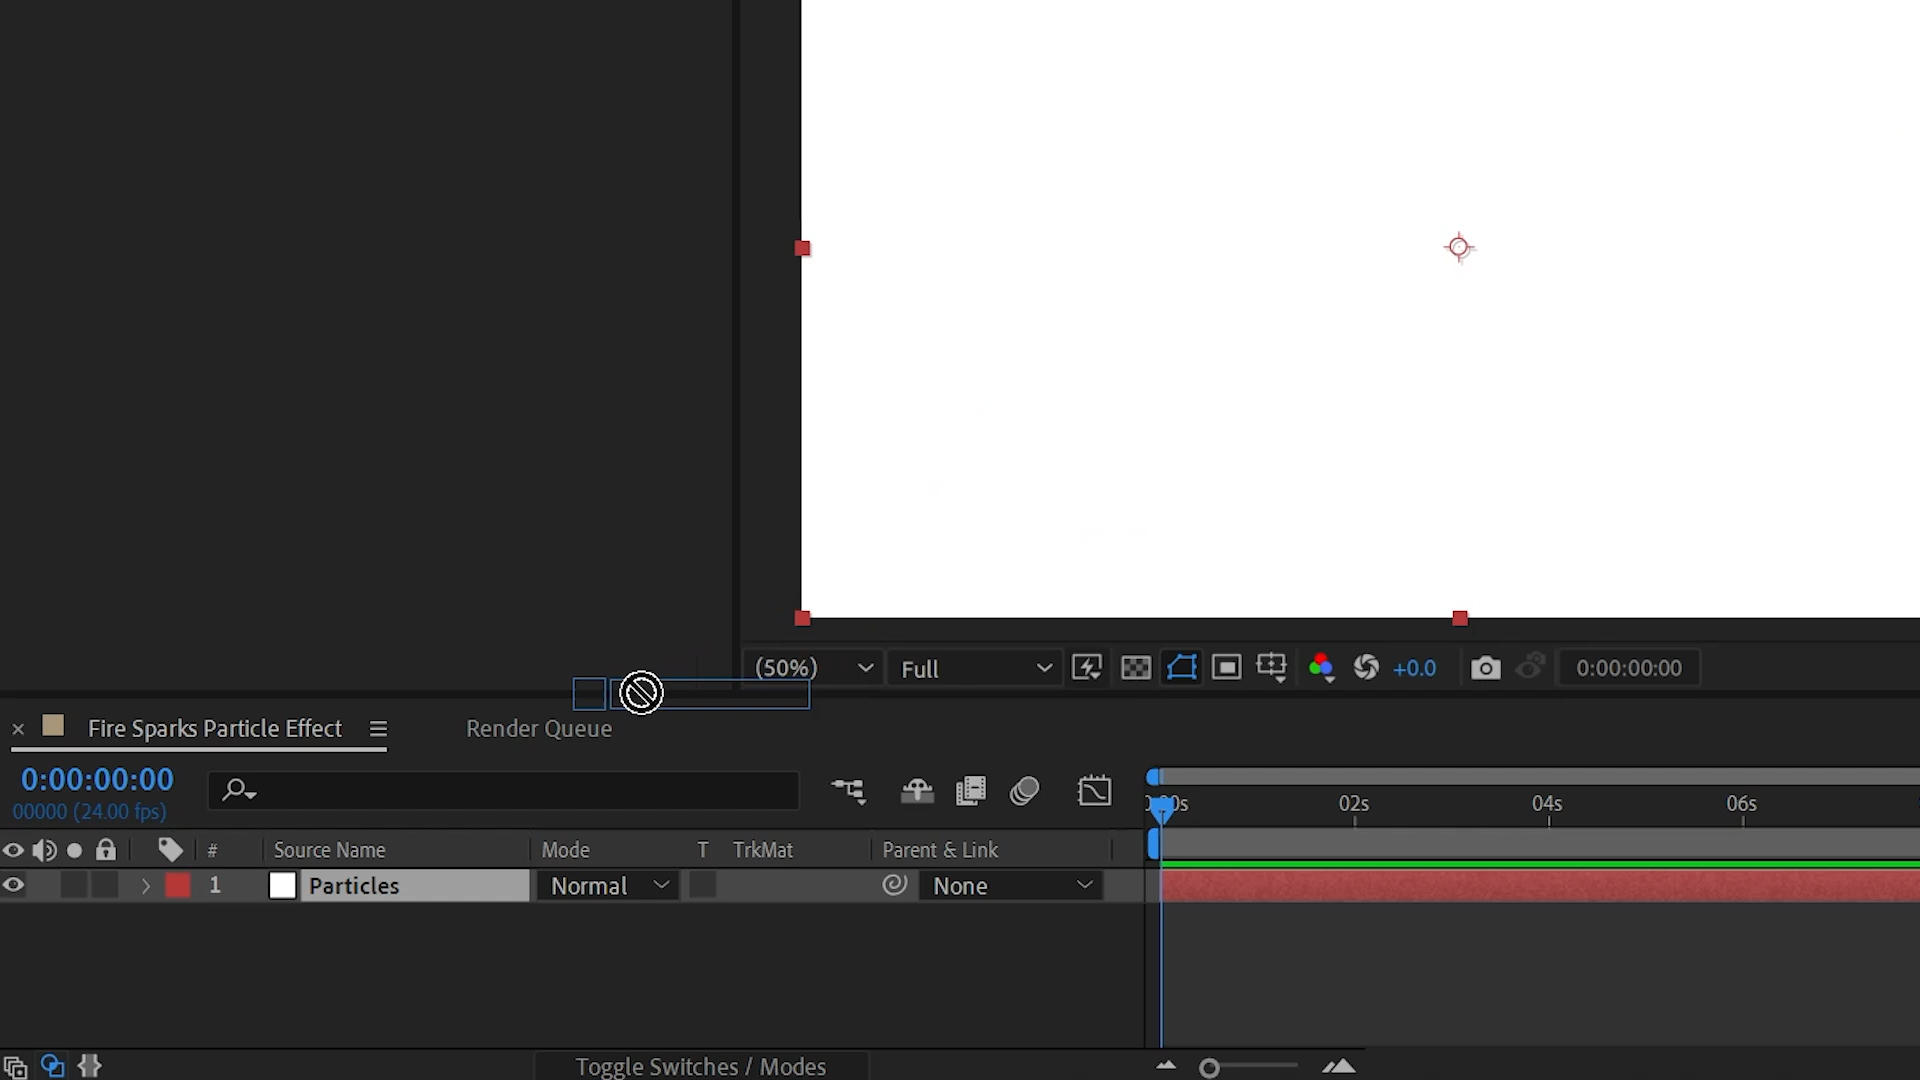 (50%) Full +0.0 0:00:00:00
Fire Sparks Particle Effect Render Queue
0:00:00:00
00000 (24.00 fps)
02s 04s 06s
# Source Name Mode T TrkMat Parent & Link
1 Particles Normal None
Toggle Switches / Modes